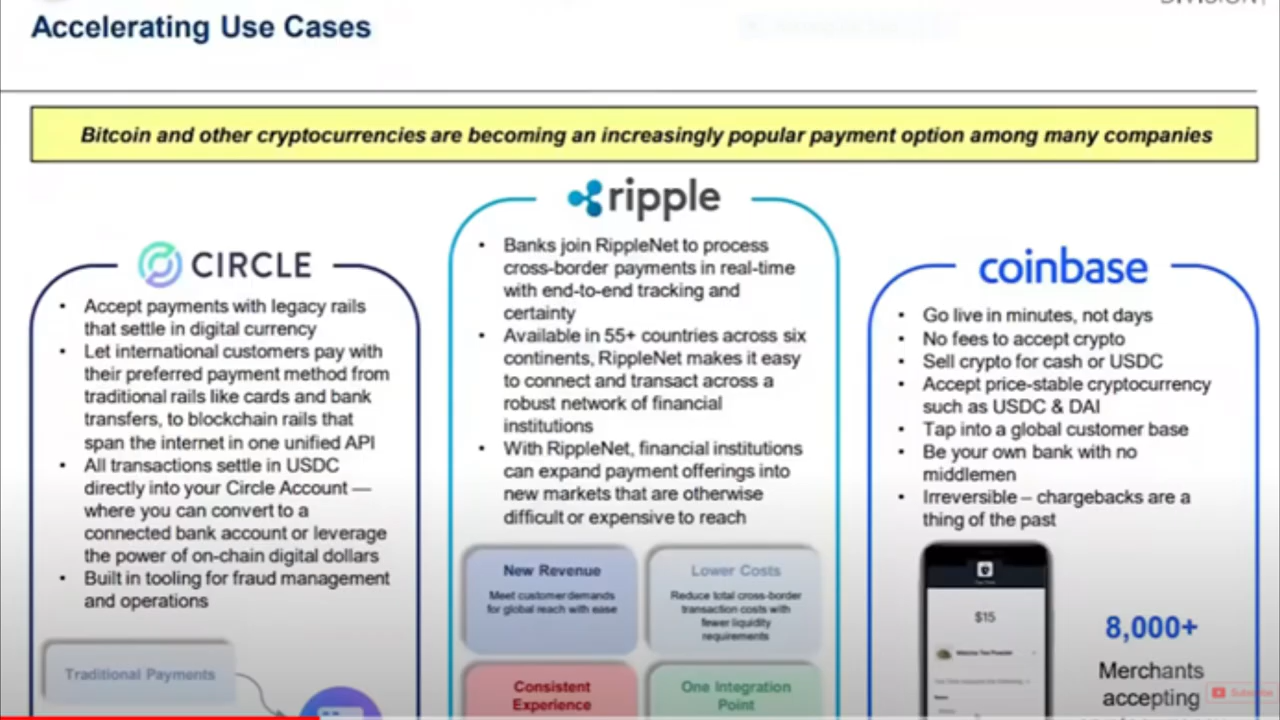 Accelerating Use Cases
Bitcoin and other cryptocurrencies are becoming an increasingly popular payment option among many companies
CIRCLE
• Accept payments with legacy rails
that settle in digital currency
• Let international customers pay with
their preferred payment method from
traditional rails like cards and bank
transfers, to blockchain rails that
span the internet in one unified API
• All transactions settle in USDC
directly into your Circle Account —
where you can convert to a
connected bank account or leverage
the power of on-chain digital dollars
• Built in tooling for fraud management
and operations
Traditional Payments
ripple
• Banks join RippleNet to process
cross-border payments in real-time
with end-to-end tracking and
certainty
• Available in 55+ countries across six
continents, RippleNet makes it easy
to connect and transact across a
robust network of financial
institutions
• With RippleNet, financial institutions
can expand payment offerings into
new markets that are otherwise
difficult or expensive to reach
New Revenue
Meet customer demands
for global reach with ease
Lower Costs
Reduce total cross-border
transaction costs with
fewer liquidity
requirements
Consistent
Experience
One Integration
Point
coinbase
• Go live in minutes, not days
• No fees to accept crypto
• Sell crypto for cash or USDC
• Accept price-stable cryptocurrency
such as USDC & DAI
• Tap into a global customer base
• Be your own bank with no
middlemen
• Irreversible – chargebacks are a
thing of the past
$15
8,000+
Merchants
accepting
Subscribe